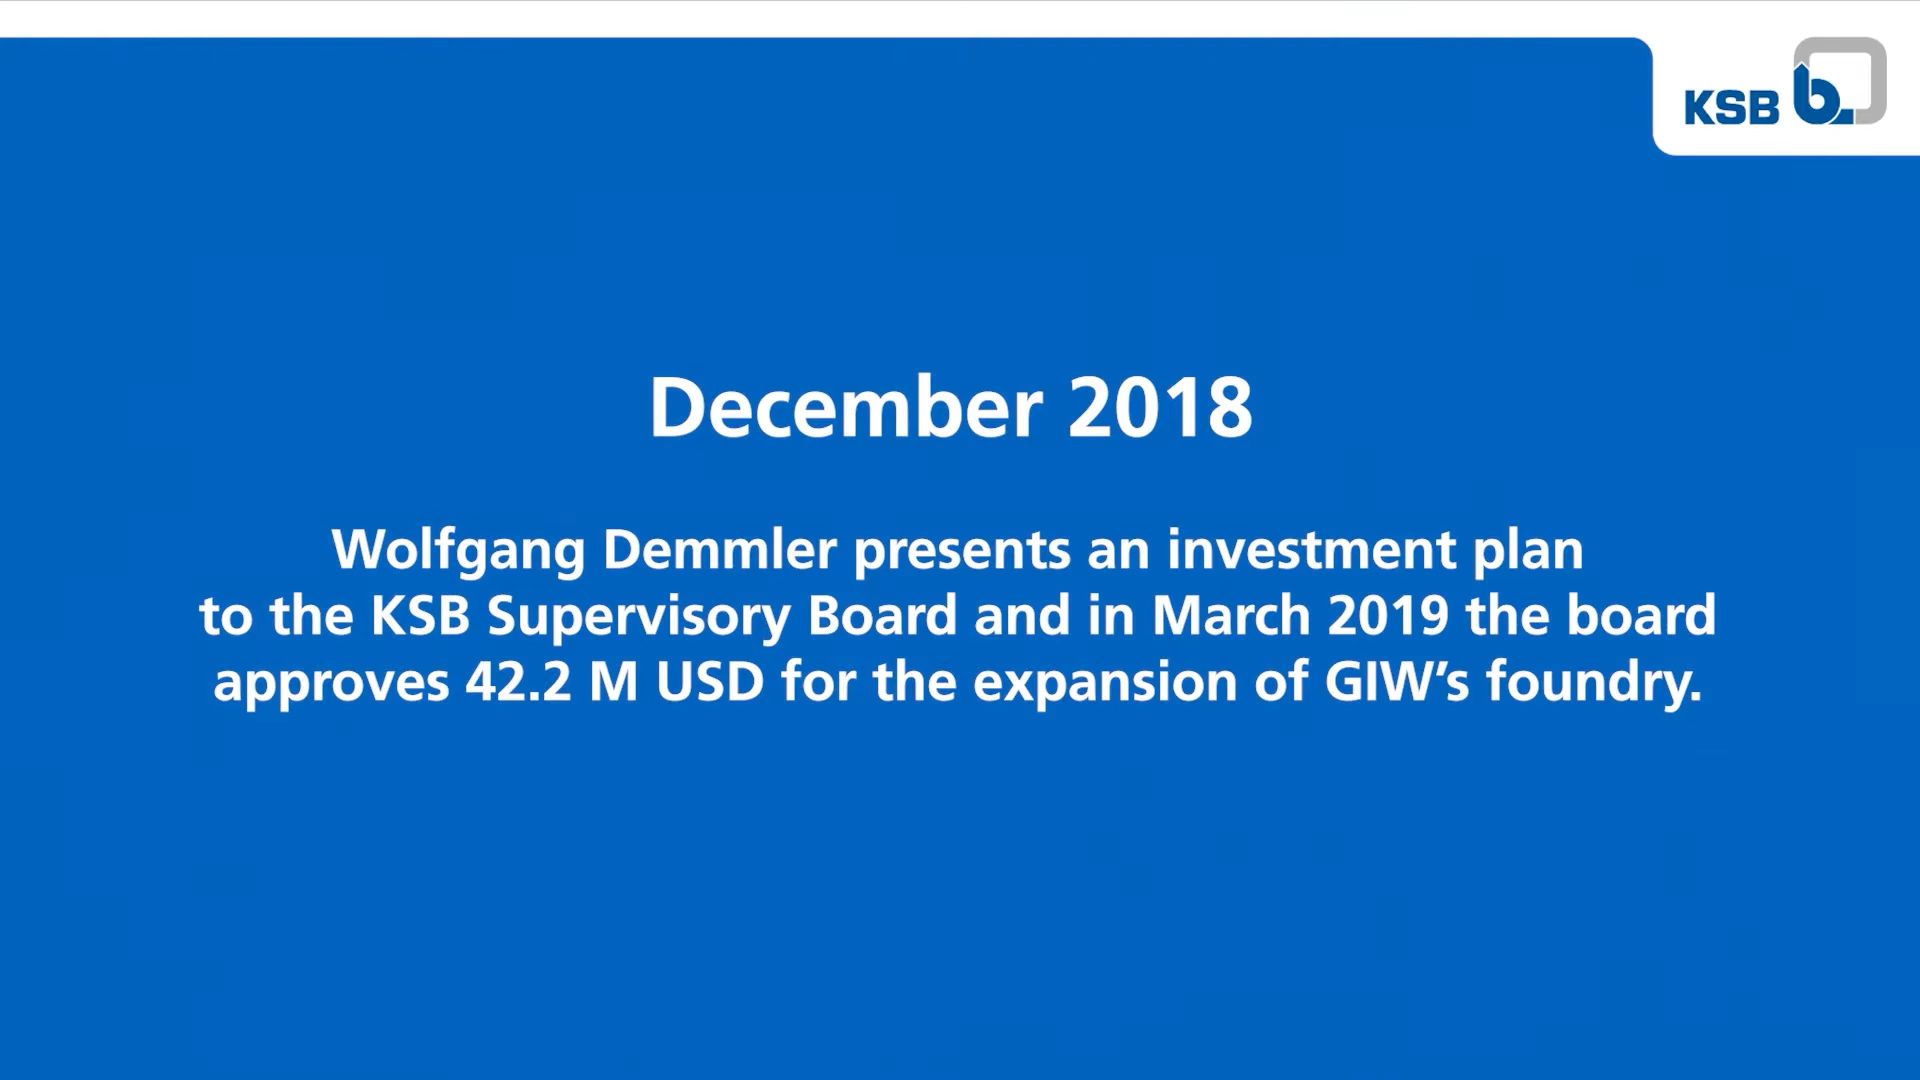 KSB
December 2018
Wolfgang Demmler presents an investment plan
to the KSB Supervisory Board and in March 2019 the board
approves 42.2 M USD for the expansion of GIW’s foundry.